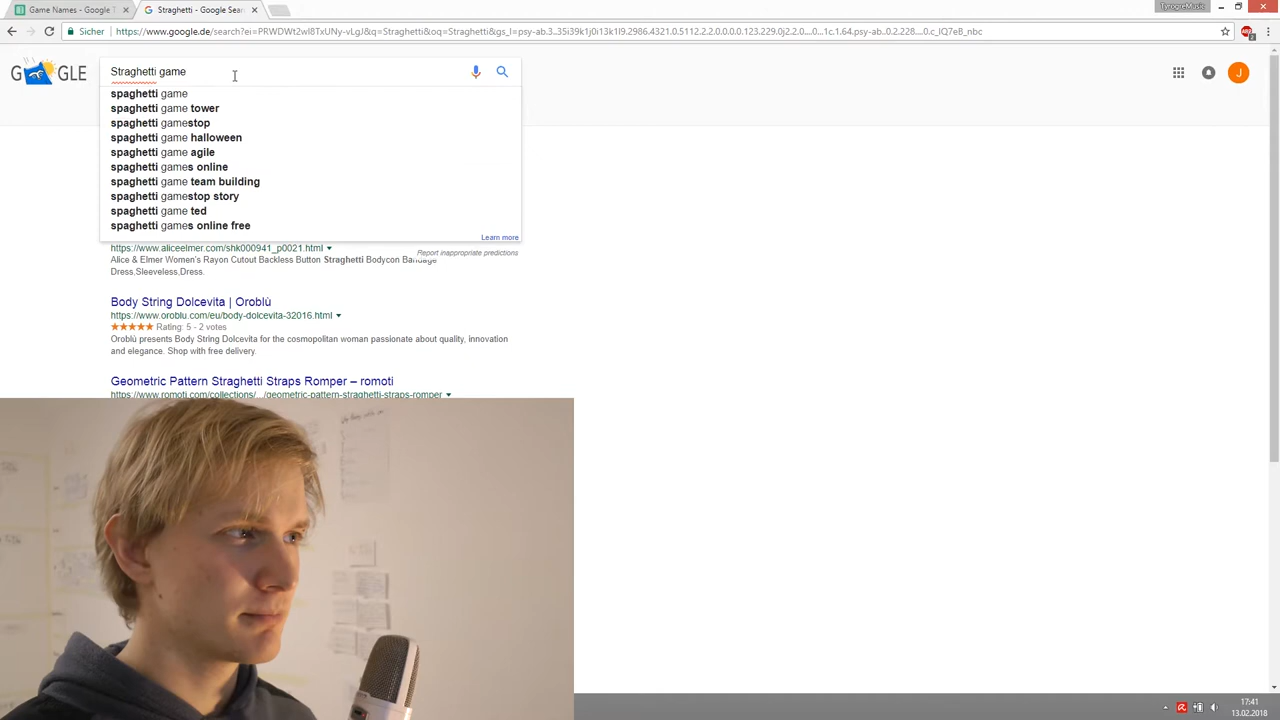 Game Names - Google T
Straghetti - Google Sear
TyrogreMusic
Sicher
https://www.google.de/search?ei=PRWDWt2wI8TxUNy-vLgJ&q=Straghetti&oq=Straghetti&gs_l=psy-ab.3...35i39k1j0i13k1l9.2986.4321.0.5112.2.2.0.0.0.0.123.229.0j2.2.0....0...1c.1.64.psy-ab..0.2.228....0.c_lQ7eB_nbc
GOOGLE
Straghetti game
J
spaghetti game
spaghetti game tower
spaghetti gamestop
spaghetti game halloween
spaghetti game agile
spaghetti games online
spaghetti game team building
spaghetti gamestop story
spaghetti game ted
spaghetti games online free
Learn more
https://www.aliceelmer.com/shk000941_p0021.html
Report inappropriate predictions
Alice & Elmer Women's Rayon Cutout Backless Button Straghetti Bodycon Bandage
Dress,Sleeveless,Dress.
Body String Dolcevita | Oroblù
https://www.oroblu.com/eu/body-dolcevita-32016.html
Rating: 5 - 2 votes
Oroblù presents Body String Dolcevita for the cosmopolitan woman passionate about quality, innovation
and elegance. Shop with free delivery.
Geometric Pattern Straghetti Straps Romper – romoti
https://www.romoti.com/collections/.../geometric-pattern-straghetti-straps-romper
17:41
13.02.2018